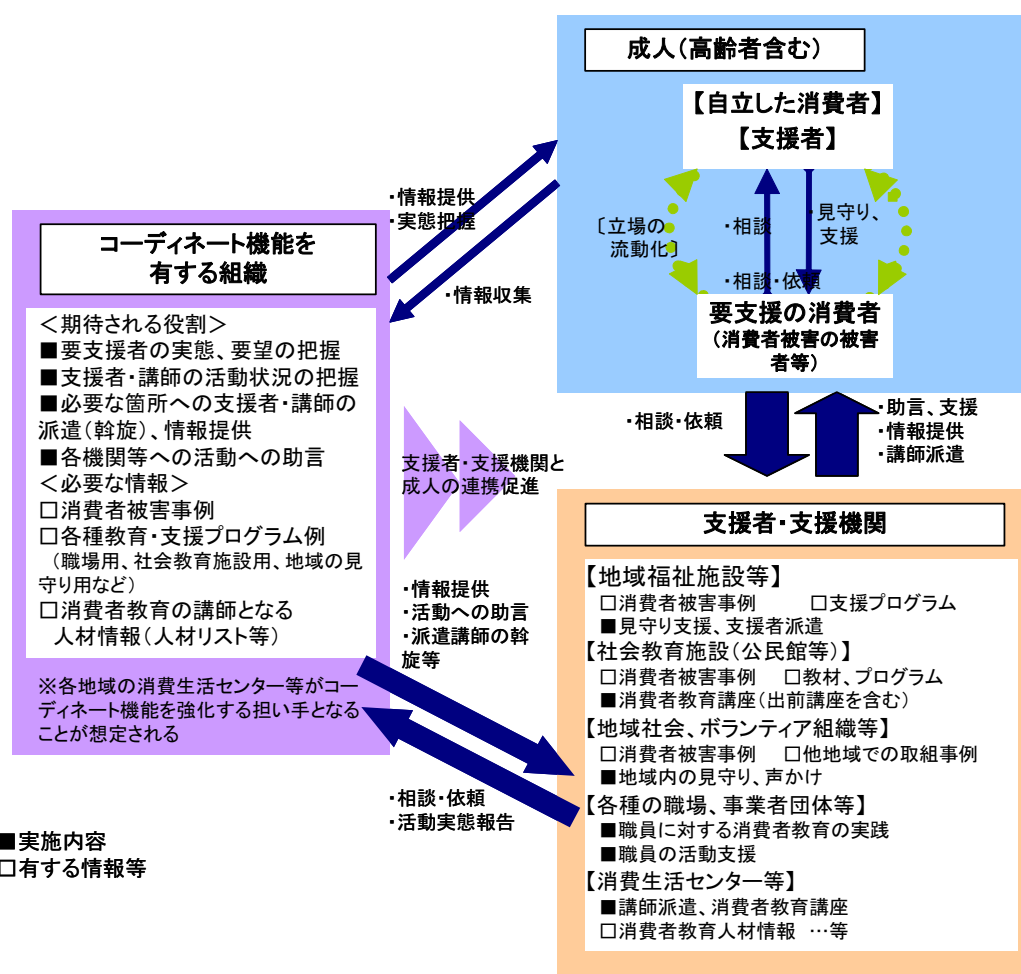 成人（高齢者含む）
【自立した消費者】
【支援者】
〔立場の
流動化〕
・相談
・見守り、
支援
・相談・依頼
要支援の消費者
（消費者被害の被害
者等）
・情報提供
・実態把握
・情報収集
コーディネート機能を
有する組織
＜期待される役割＞
■要支援者の実態、要望の把握
■支援者・講師の活動状況の把握
■必要な箇所への支援者・講師の
派遣（斡旋）、情報提供
■各機関等への活動への助言
＜必要な情報＞
□消費者被害事例
□各種教育・支援プログラム例
（職場用、社会教育施設用、地域の見
守り用など）
□消費者教育の講師となる
人材情報（人材リスト等）
※各地域の消費生活センター等がコー
ディネート機能を強化する担い手となる
ことが想定される
支援者・支援機関と
成人の連携促進
・相談・依頼
・助言、支援
・情報提供
・講師派遣
・情報提供
・活動への助言
・派遣講師の斡
旋等
・相談・依頼
・活動実態報告
支援者・支援機関
【地域福祉施設等】
□消費者被害事例　□支援プログラム
■見守り支援、支援者派遣
【社会教育施設（公民館等）】
□消費者被害事例　□教材、プログラム
■消費者教育講座（出前講座を含む）
【地域社会、ボランティア組織等】
□消費者被害事例　□他地域での取組事例
■地域内の見守り、声かけ
【各種の職場、事業者団体等】
■職員に対する消費者教育の実践
■職員の活動支援
【消費生活センター等】
■講師派遣、消費者教育講座
□消費者教育人材情報　…等
■実施内容
□有する情報等